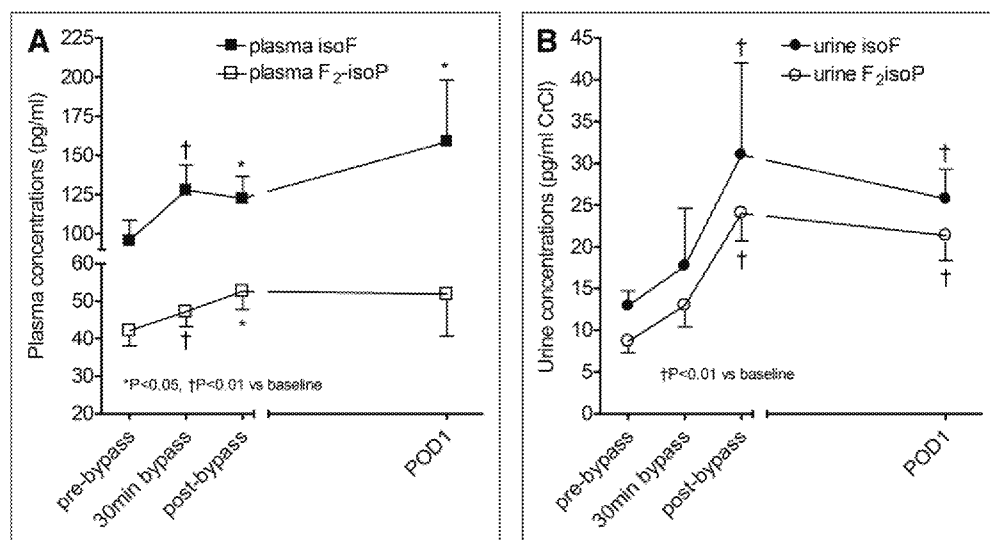 A
plasma isoF
plasma F2-isoP
Plasma concentrations (pg/ml)
225
200
175
150
125
100
60
50
40
30
20
†
*
*
†
*
*P<0.05, †P<0.01 vs baseline
pre-bypass
30min bypass
post-bypass
POD1
B
urine isoF
urine F2isoP
Urine concentrations (pg/ml CrCl)
45
40
35
30
25
20
15
10
5
0
†
†
†
†
†P<0.01 vs baseline
pre-bypass
30min bypass
post-bypass
POD1